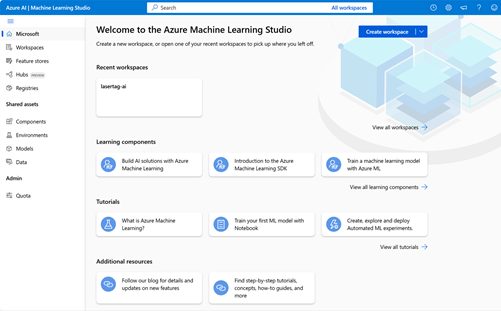 Azure AI | Machine Learning Studio
Search
All workspaces
Microsoft
Workspaces
Feature stores
Hubs PREVIEW
Registries
Shared assets
Components
Environments
Models
Data
Admin
Quota
Welcome to the Azure Machine Learning Studio
Create a new workspace, or open one of your recent workspaces to pick up where you left off.
Create workspace
Recent workspaces
lasertag-ai
View all workspaces
Learning components
Build AI solutions with Azure
Machine Learning
Introduction to the Azure
Machine Learning SDK
Train a machine learning model
with Azure ML
View all learning components
Tutorials
What is Azure Machine
Learning?
Train your first ML model with
Notebook
Create, explore and deploy
Automated ML experiments.
View all tutorials
Additional resources
Follow our blog for details and
updates on new features
Find step-by-step tutorials,
concepts, how-to guides, and
more